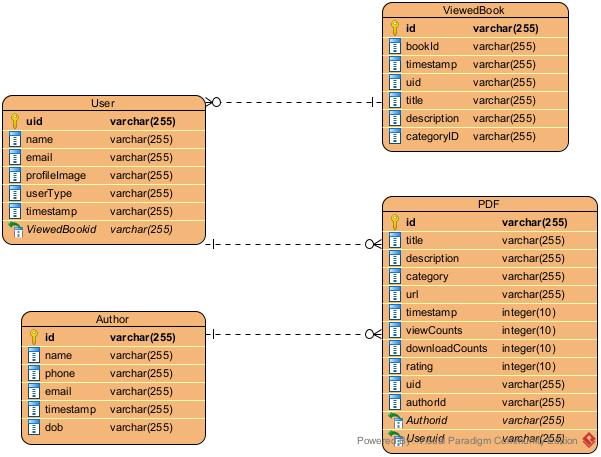 ViewedBook
id varchar(255)
bookId varchar(255)
timestamp varchar(255)
uid varchar(255)
title varchar(255)
description varchar(255)
categoryID varchar(255)
User
uid varchar(255)
name varchar(255)
email varchar(255)
profileImage varchar(255)
userType varchar(255)
timestamp varchar(255)
ViewedBookid varchar(255)
PDF
id varchar(255)
title varchar(255)
description varchar(255)
category varchar(255)
url varchar(255)
timestamp integer(10)
viewCounts integer(10)
downloadCounts integer(10)
rating integer(10)
uid varchar(255)
authorId varchar(255)
Authorid varchar(255)
Useruid varchar(255)
Author
id varchar(255)
name varchar(255)
phone varchar(255)
email varchar(255)
timestamp varchar(255)
dob varchar(255)
Powered by Visual Paradigm Community Edition